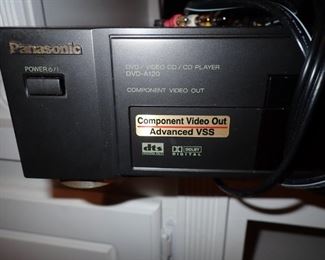 Panasonic
DVD / VIDEO CD / CD PLAYER
DVD-A120
POWER
COMPONENT VIDEO OUT
Component Video Out
Advanced VSS
dts
DOLBY
DIGITAL